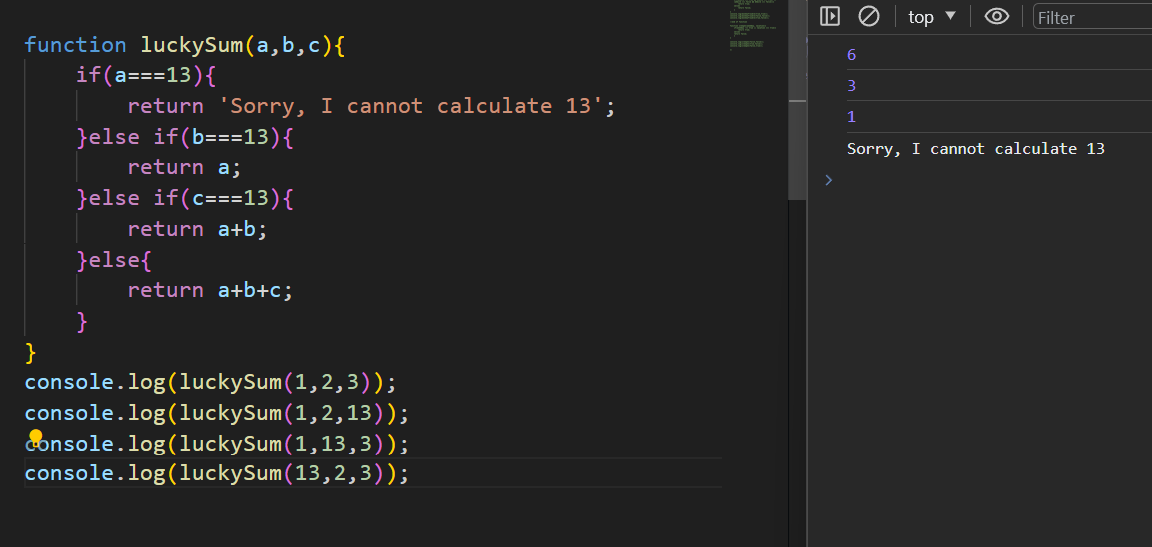 function luckySum(a,b,c){
if(a===13){
return 'Sorry, I cannot calculate 13';
}else if(b===13){
return a;
}else if(c===13){
return a+b;
}else{
return a+b+c;
}
}
console.log(luckySum(1,2,3));
console.log(luckySum(1,2,13));
console.log(luckySum(1,13,3));
console.log(luckySum(13,2,3));
top
Filter
6
3
1
Sorry, I cannot calculate 13